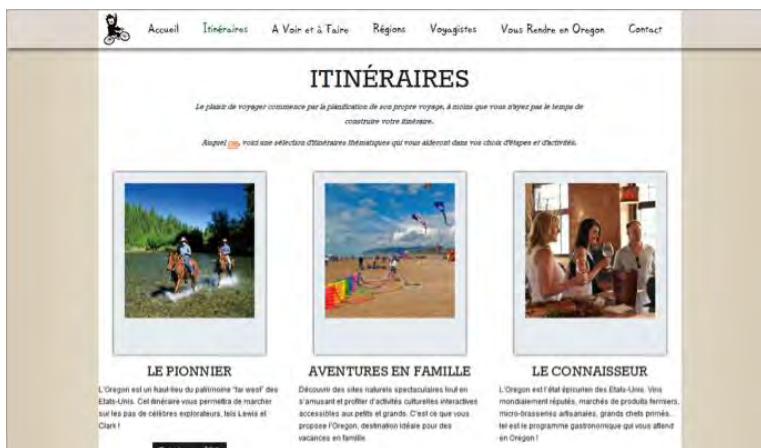 Accueil Itinéraires A Voir et à Faire Régions Voyagistes Vous Rendre en Oregon Contact
ITINÉRAIRES
Le plaisir de voyager commence par la planification de son propre voyage, à moins que vous n'ayez pas le temps de
construire votre itinéraire.
Auquel cas, voici une sélection d'itinéraires thématiques qui vous aideront dans vos choix d'étapes et d'activités.
LE PIONNIER
L'Oregon est un haut-lieu du patrimoine "far west" des
Etats-Unis. Cet itinéraire vous permettra de marcher
sur les pas de célèbres explorateurs, tels Lewis et
Clark !
AVENTURES EN FAMILLE
Découvrir des sites naturels spectaculaires tout en
s'amusant et profiter d'activités culturelles interactives
accessibles aux petits et grands. C'est ce que vous
propose l'Oregon, destination idéale pour des
vacances en famille.
LE CONNAISSEUR
L'Oregon est l'état épicurien des Etats-Unis. Vins
mondialement réputés, marchés de produits fermiers,
micro-brasseries artisanales, grands chefs primés...
tel est le programme gastronomique qui vous attend
en Oregon !